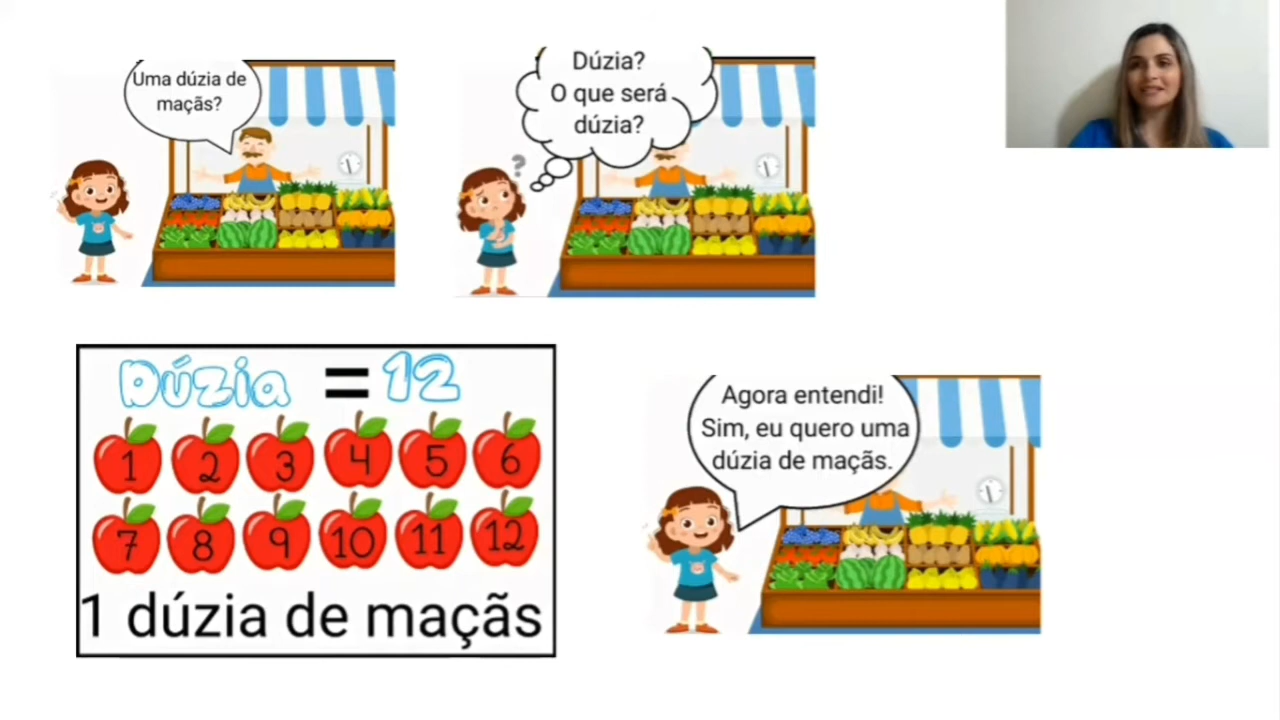 Uma dúzia de
maçãs?
Dúzia?
O que será
dúzia?
?
Dúzia = 12
1 2 3 4 5 6
7 8 9 10 11 12
1 dúzia de maçãs
Agora entendi!
Sim, eu quero uma
dúzia de maçãs.